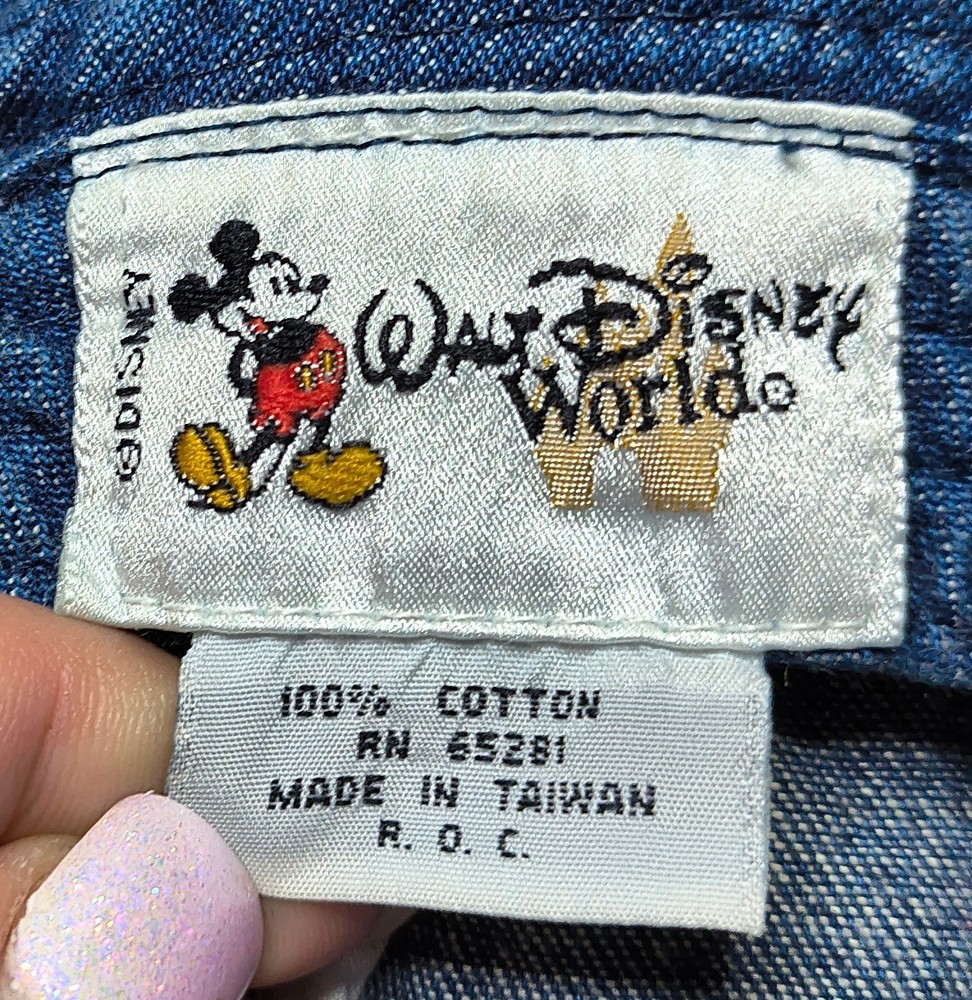 ©DISNEY
WALT DISNEY
World®
100% COTTON
RN 65281
MADE IN TAIWAN
R. O. C.